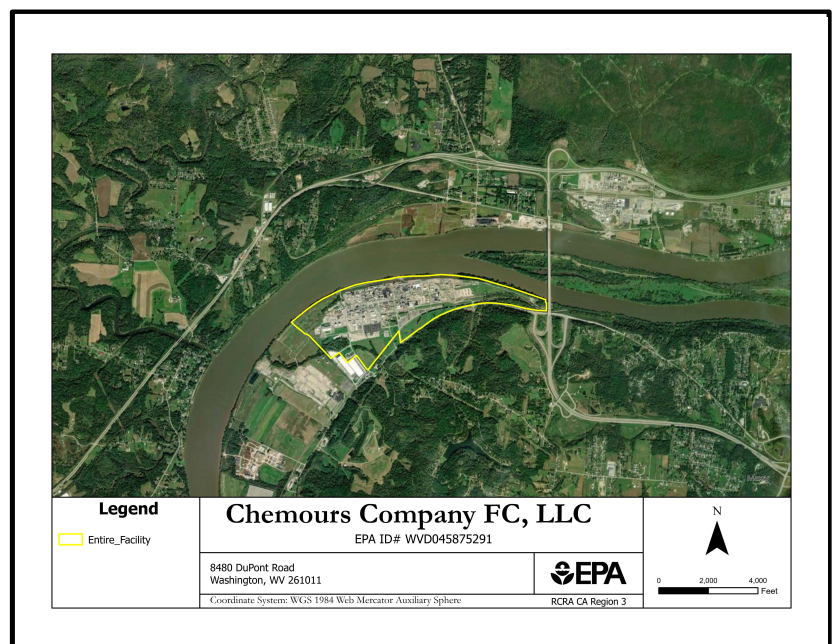 Maxar
Legend
Entire_Facility
Chemours Company FC, LLC
EPA ID# WVD045875291
8480 DuPont Road
Washington, WV 261011
Coordinate System: WGS 1984 Web Mercator Auxiliary Sphere
EPA
RCRA CA Region 3
N
0 2,000 4,000
Feet